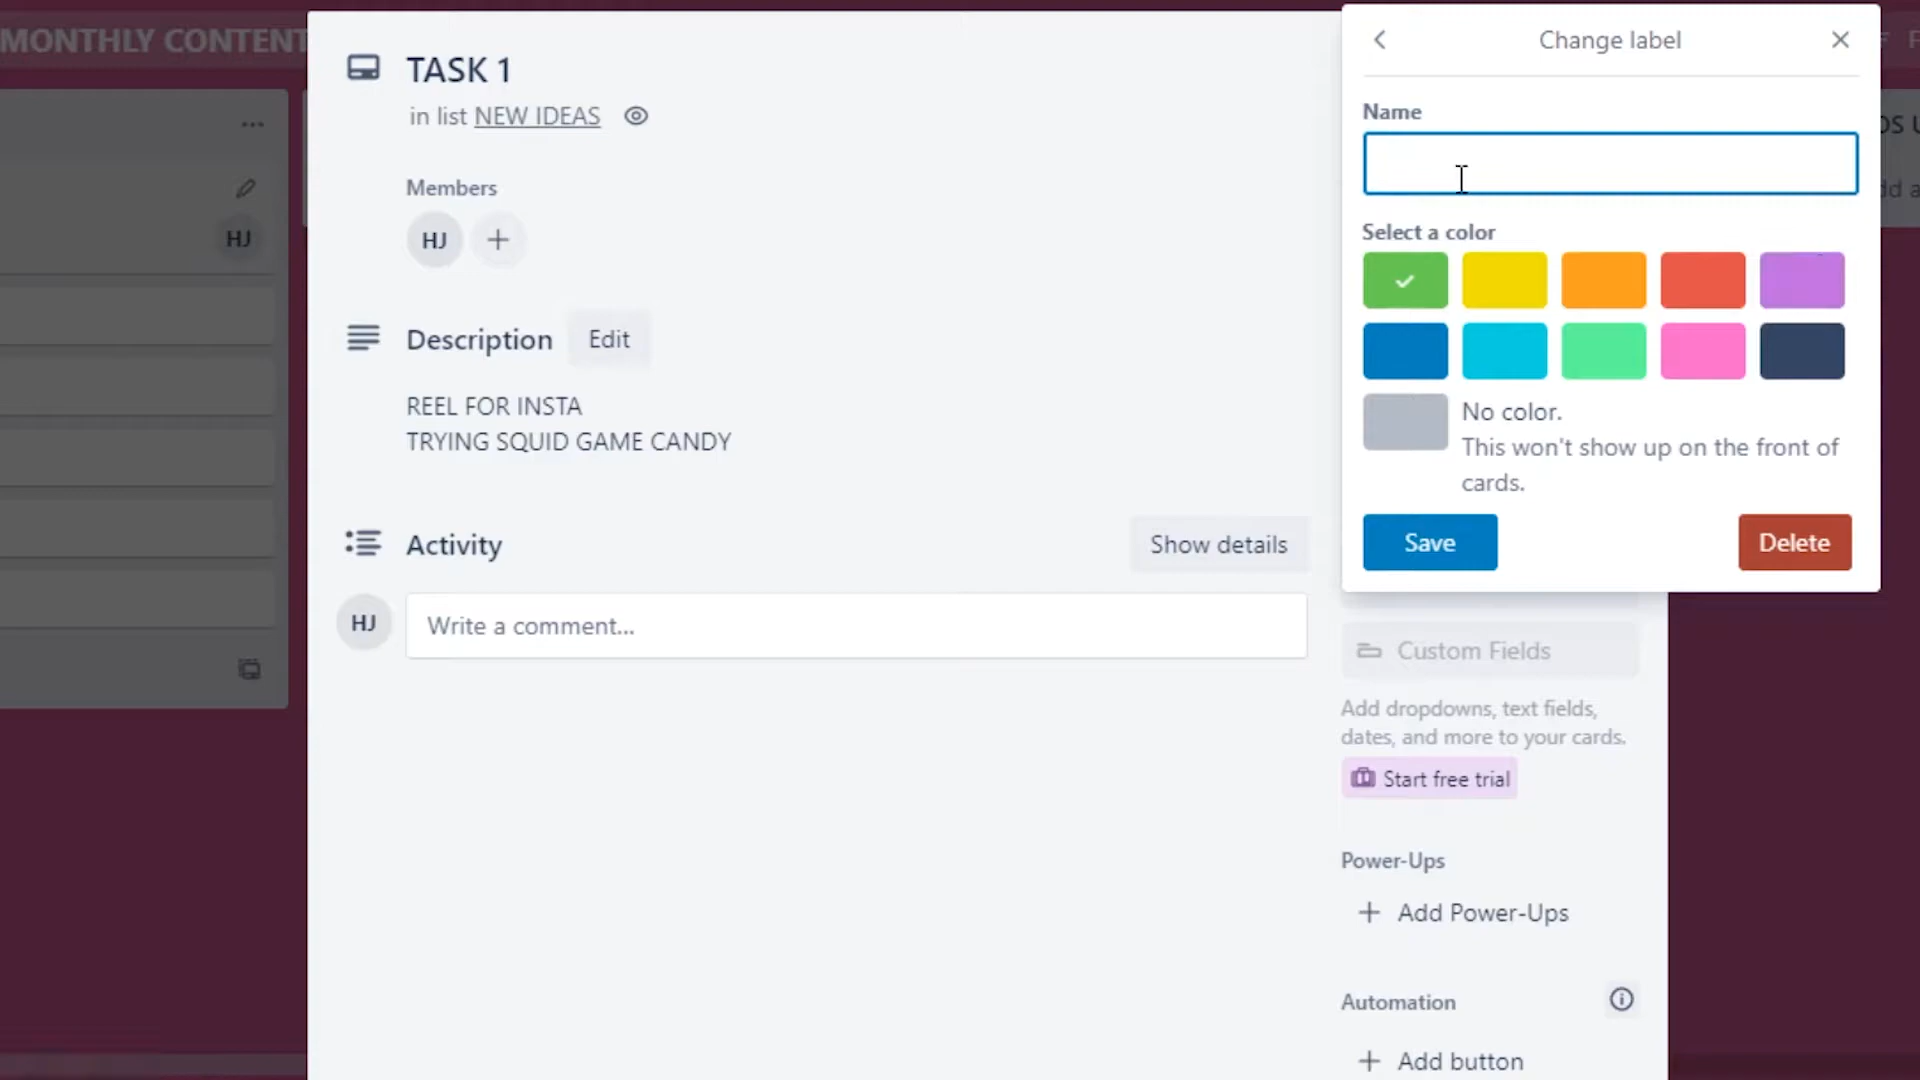 MONTHLY CONTENT
TASK 1
in list NEW IDEAS
Members
HJ
HJ
Description
Edit
REEL FOR INSTA
TRYING SQUID GAME CANDY
Activity
Show details
HJ
Write a comment...
Change label
Name
Select a color
No color.
This won't show up on the front of
cards.
Save
Delete
Custom Fields
Add dropdowns, text fields,
dates, and more to your cards.
Start free trial
Power-Ups
Add Power-Ups
Automation
Add button